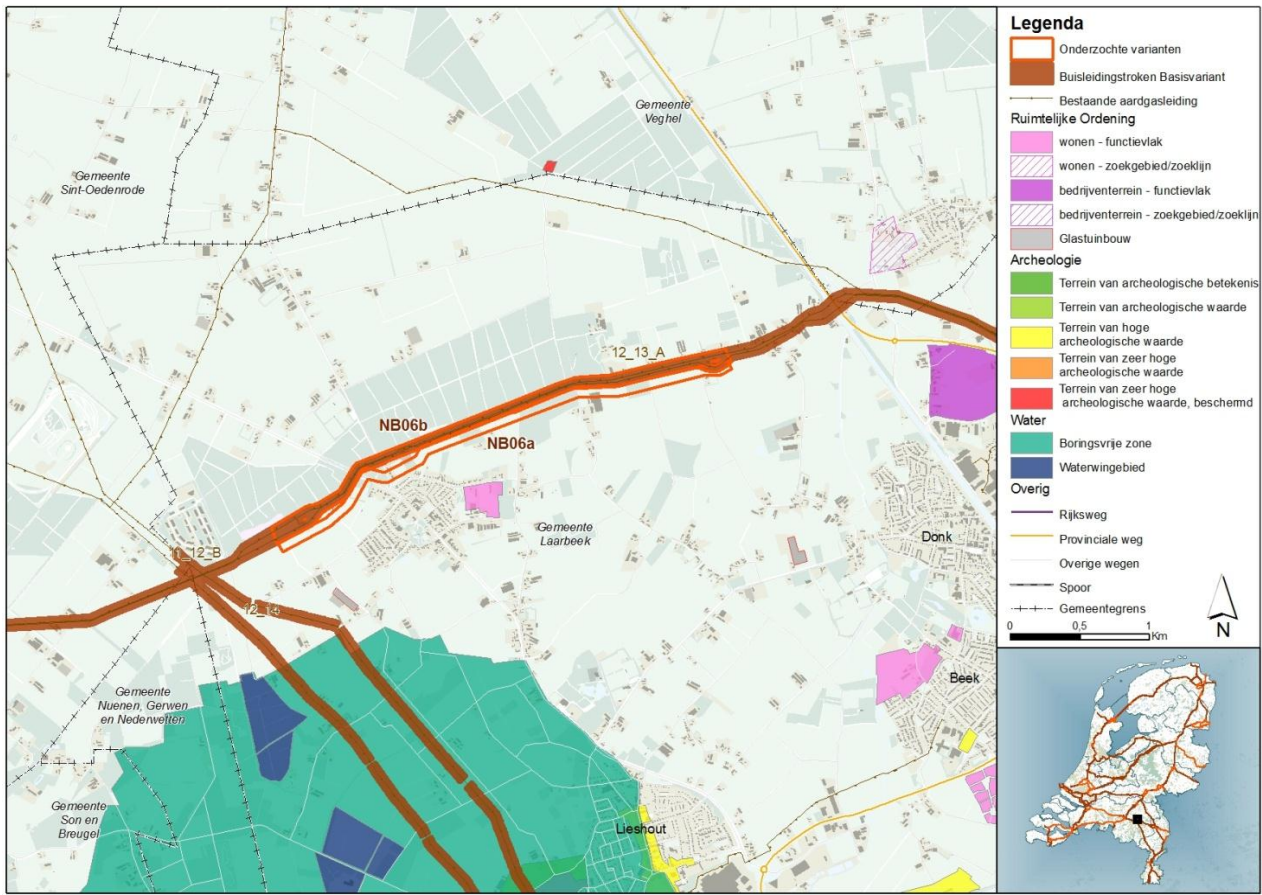 Gemeente
Veghel
Gemeente
Sint-Oedenrode
12_13_A
NB06b
NB06a
Gemeente
Laarbeek
Donk
11_12_B
12_14
Beek
Gemeente
Nuenen, Gerwen
en Nederwetten
Gemeente
Son en
Breugel
Lieshout
Legenda
Onderzochte varianten
Buisleidingstroken Basisvariant
Bestaande aardgasleiding
Ruimtelijke Ordening
wonen - functievlak
wonen - zoekgebied/zoeklijn
bedrijventerrein - functievlak
bedrijventerrein - zoekgebied/zoeklijn
Glastuinbouw
Archeologie
Terrein van archeologische betekenis
Terrein van archeologische waarde
Terrein van hoge
archeologische waarde
Terrein van zeer hoge
archeologische waarde
Terrein van zeer hoge
archeologische waarde, beschermd
Water
Boringsvrije zone
Waterwingebied
Overig
Rijksweg
Provinciale weg
Overige wegen
Spoor
Gemeentegrens
0 0,5 1
Km
N